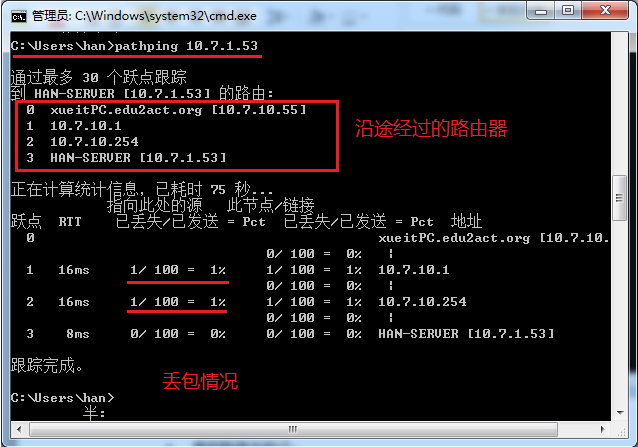 管理员: C:\Windows\system32\cmd.exe
C:\Users\han>pathping 10.7.1.53
通过最多 30 个跃点跟踪
到 HAN-SERVER [10.7.1.53] 的路由:
0 xueitPC.edu2act.org [10.7.10.55]
1 10.7.10.1
2 10.7.10.254
3 HAN-SERVER [10.7.1.53]
沿途经过的路由器
正在计算统计信息，已耗时 75 秒...
指向此处的源 此节点/链接
跃点 RTT 已丢失/已发送 = Pct 已丢失/已发送 = Pct 地址
0 xueitPC.edu2act.org [10.7.10.
0/ 100 = 0% |
1 16ms 1/ 100 = 1% 1/ 100 = 1% 10.7.10.1
0/ 100 = 0% |
2 16ms 1/ 100 = 1% 1/ 100 = 1% 10.7.10.254
0/ 100 = 0% |
3 8ms 0/ 100 = 0% 0/ 100 = 0% HAN-SERVER [10.7.1.53]
跟踪完成。
丢包情况
C:\Users\han>
半: